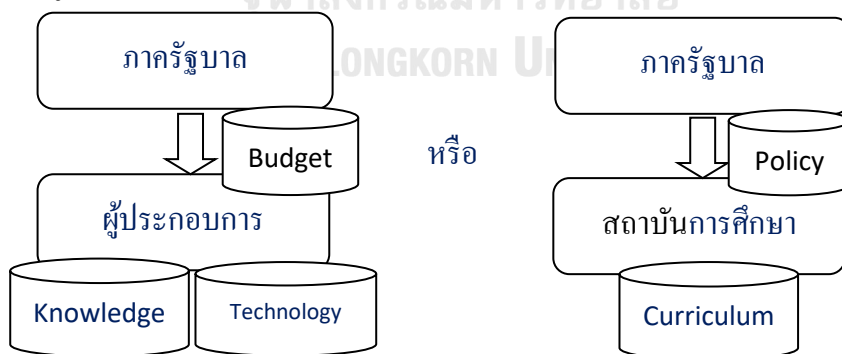 ภาครัฐบาล
Budget
ผู้ประกอบการ
Knowledge
Technology
หรือ
ภาครัฐบาล
Policy
สถาบันการศึกษา
Curriculum